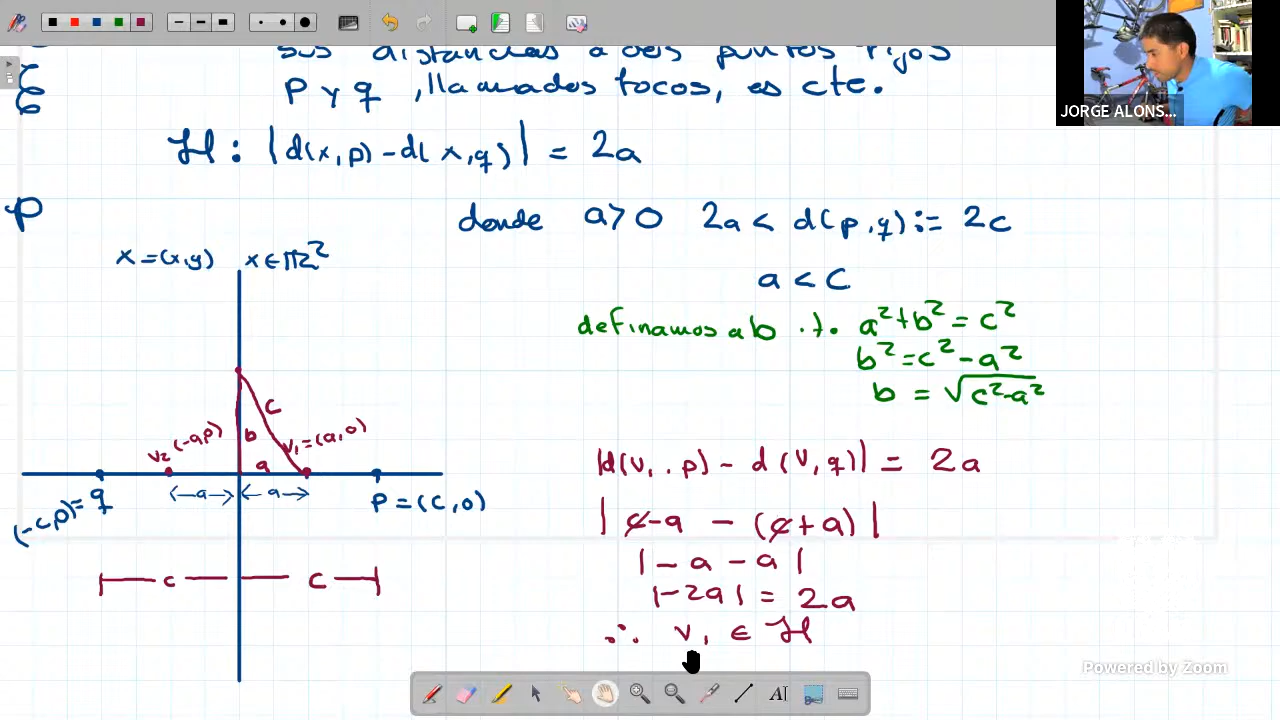 sus distancias a dos puntos fijos
p y q , llamados focos, es cte.
H : |d(x,p) - d(x,q)| = 2a
p
donde a > 0 2a < d(p,q) := 2c
x = (x,y) x ∈ ℝ²
a < c
definamos a b .t. a² + b² = c²
b² = c² - a²
b = √c²-a²
c
b
a
v₂ (-a,0)
v₁ = (a,0)
|d(v₁,p) - d(v,q)| = 2a
←a→ ←a→
(-c,0) = q
p = (c,0)
|c-a - (c+a)|
|-a-a|
c c
|-2a| = 2a
∴ v₁ ∈ H
JORGE ALONS...
Powered by Zoom
AI